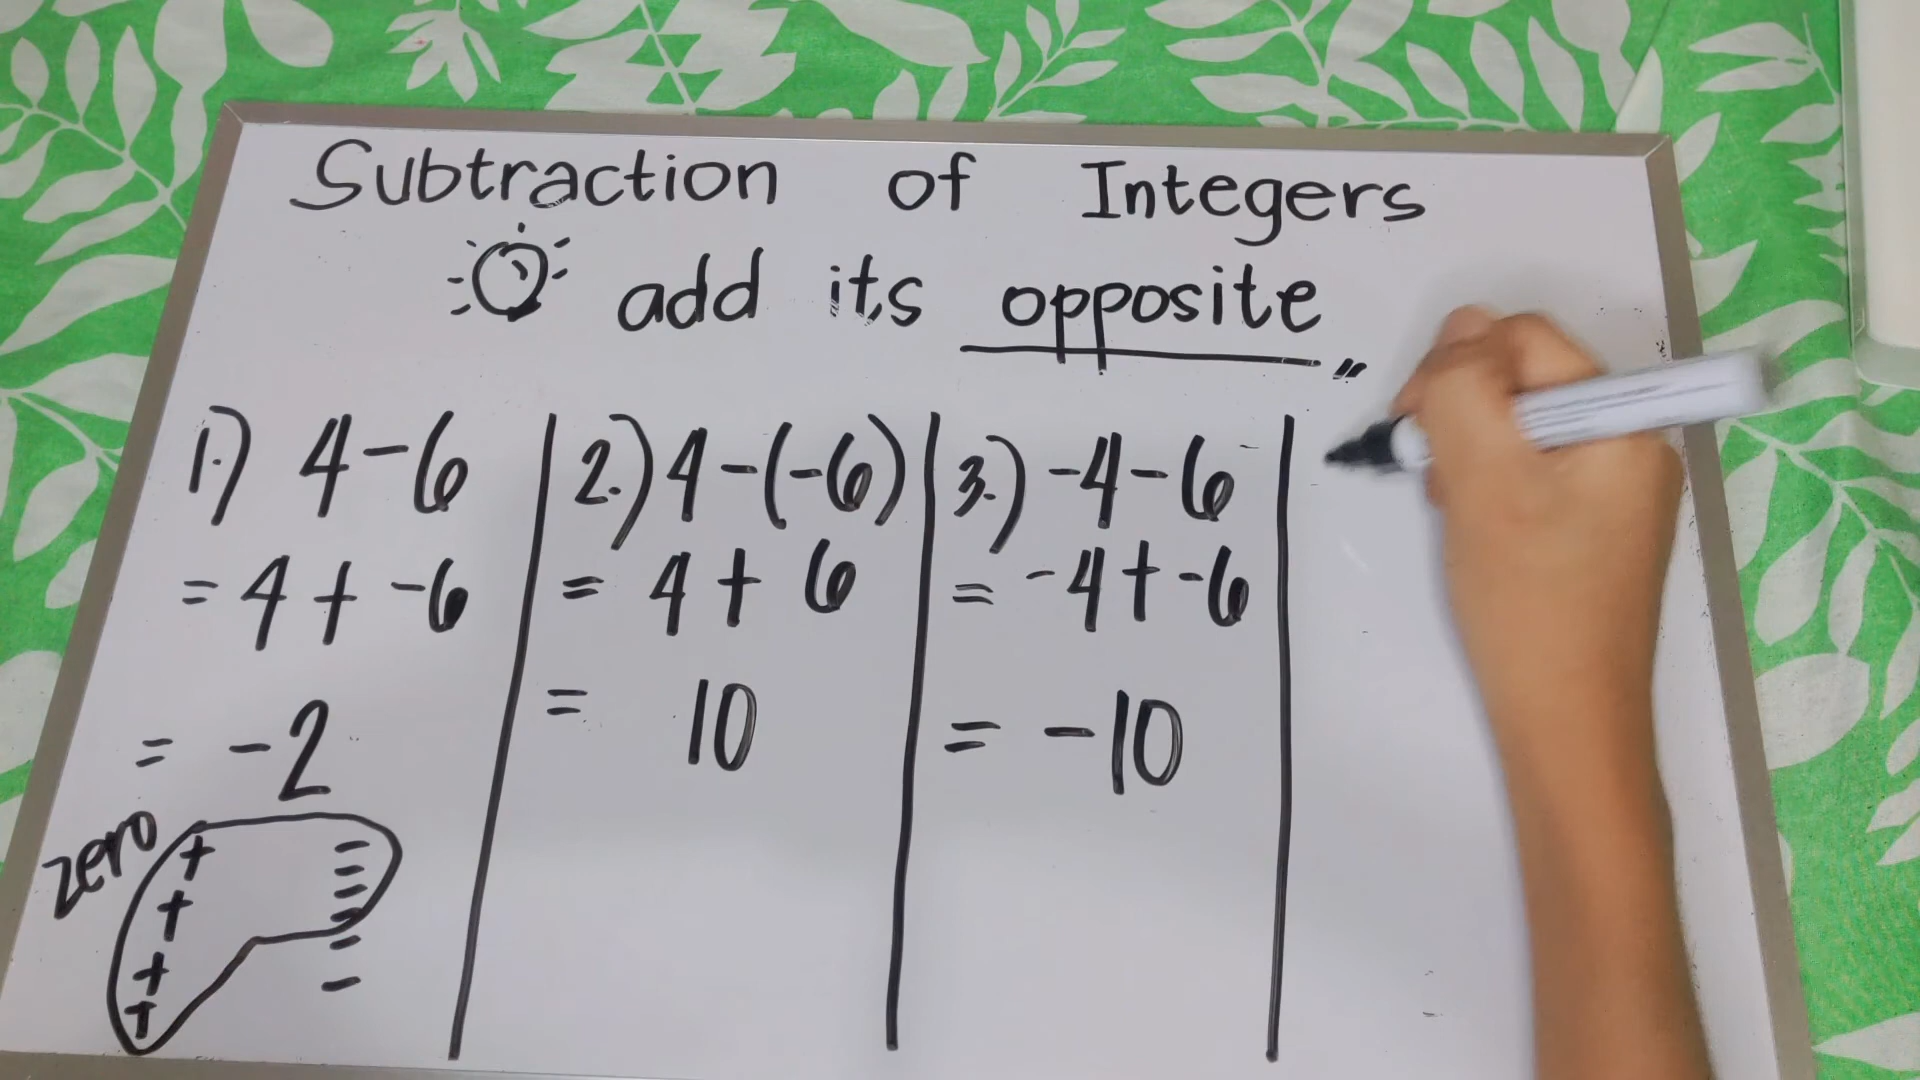 Subtraction of Integers
add its opposite
1.) 4-6
= 4 + -6
= -2
zero
+ -
+ -
+ -
+ -
-
-
2.) 4-(-6)
= 4 + 6
= 10
3.) -4-6
= -4+-6
= -10